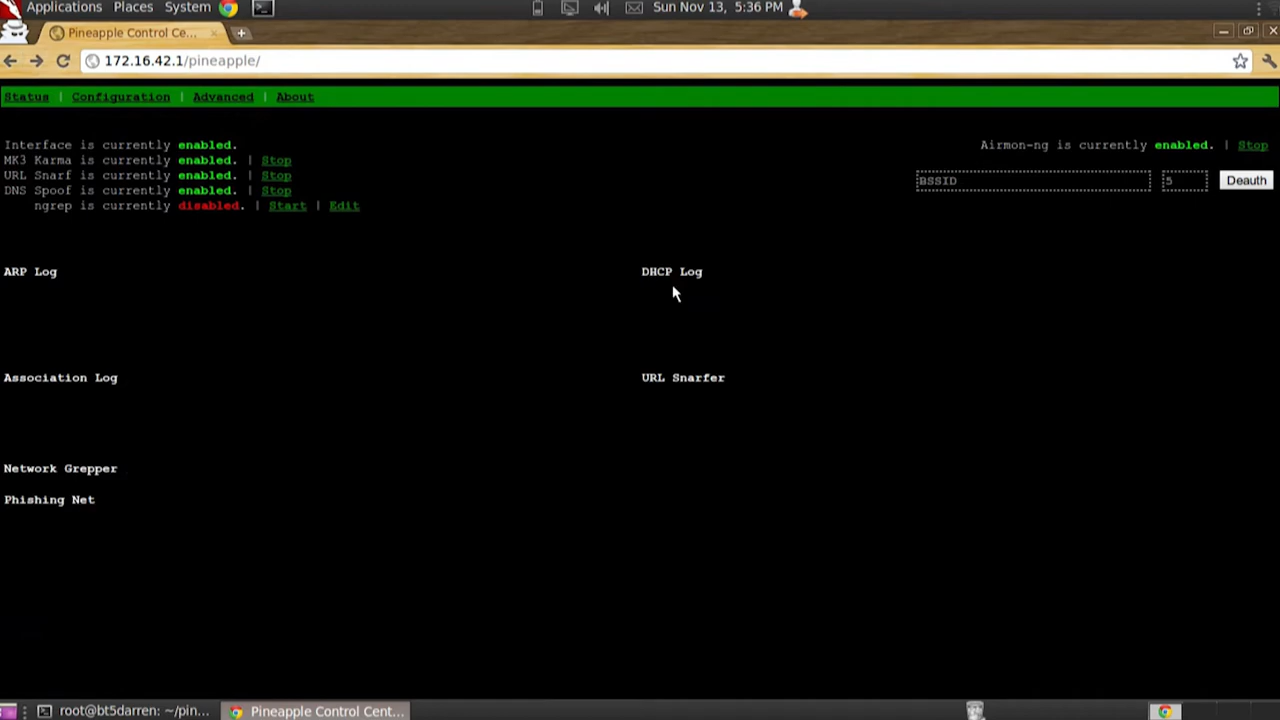 Applications Places System Sun Nov 13, 5:36 PM
Pineapple Control Ce...
172.16.42.1/pineapple/
Status | Configuration | Advanced | About
Interface is currently enabled.
Airmon-ng is currently enabled. | Stop
MK3 Karma is currently enabled. | Stop
URL Snarf is currently enabled. | Stop
BSSID 5 Deauth
DNS Spoof is currently enabled. | Stop
ngrep is currently disabled. | Start | Edit
ARP Log
DHCP Log
Association Log
URL Snarfer
Network Grepper
Phishing Net
root@bt5darren: ~/pin... Pineapple Control Cent...